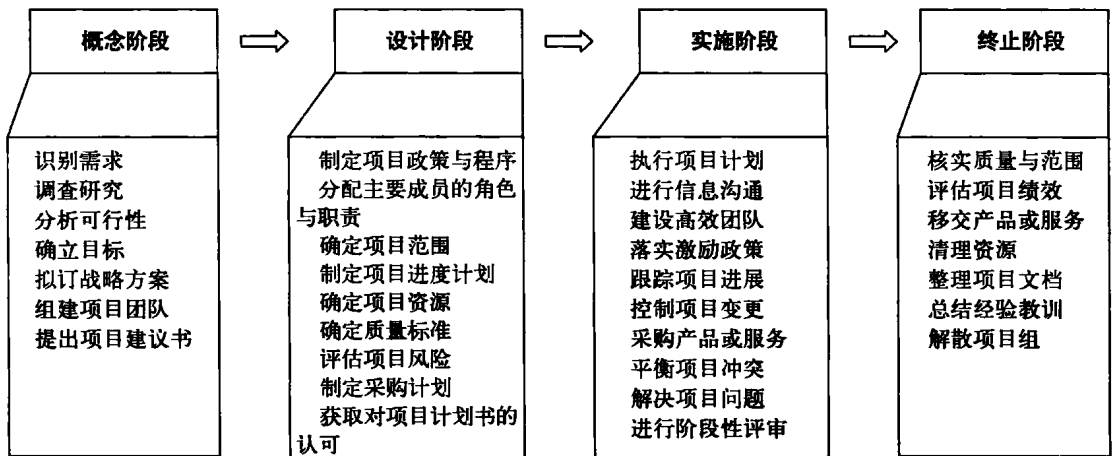 概念阶段
设计阶段
实施阶段
终止阶段
识别需求
调查研究
分析可行性
确立目标
拟订战略方案
组建项目团队
提出项目建议书
制定项目政策与程序
分配主要成员的角色
与职责
确定项目范围
制定项目进度计划
确定项目资源
确定质量标准
评估项目风险
制定采购计划
获取对项目计划书的
认可
执行项目计划
进行信息沟通
建设高效团队
落实激励政策
跟踪项目进展
控制项目变更
采购产品或服务
平衡项目冲突
解决项目问题
进行阶段性评审
核实质量与范围
评估项目绩效
移交产品或服务
清理资源
整理项目文档
总结经验教训
解散项目组